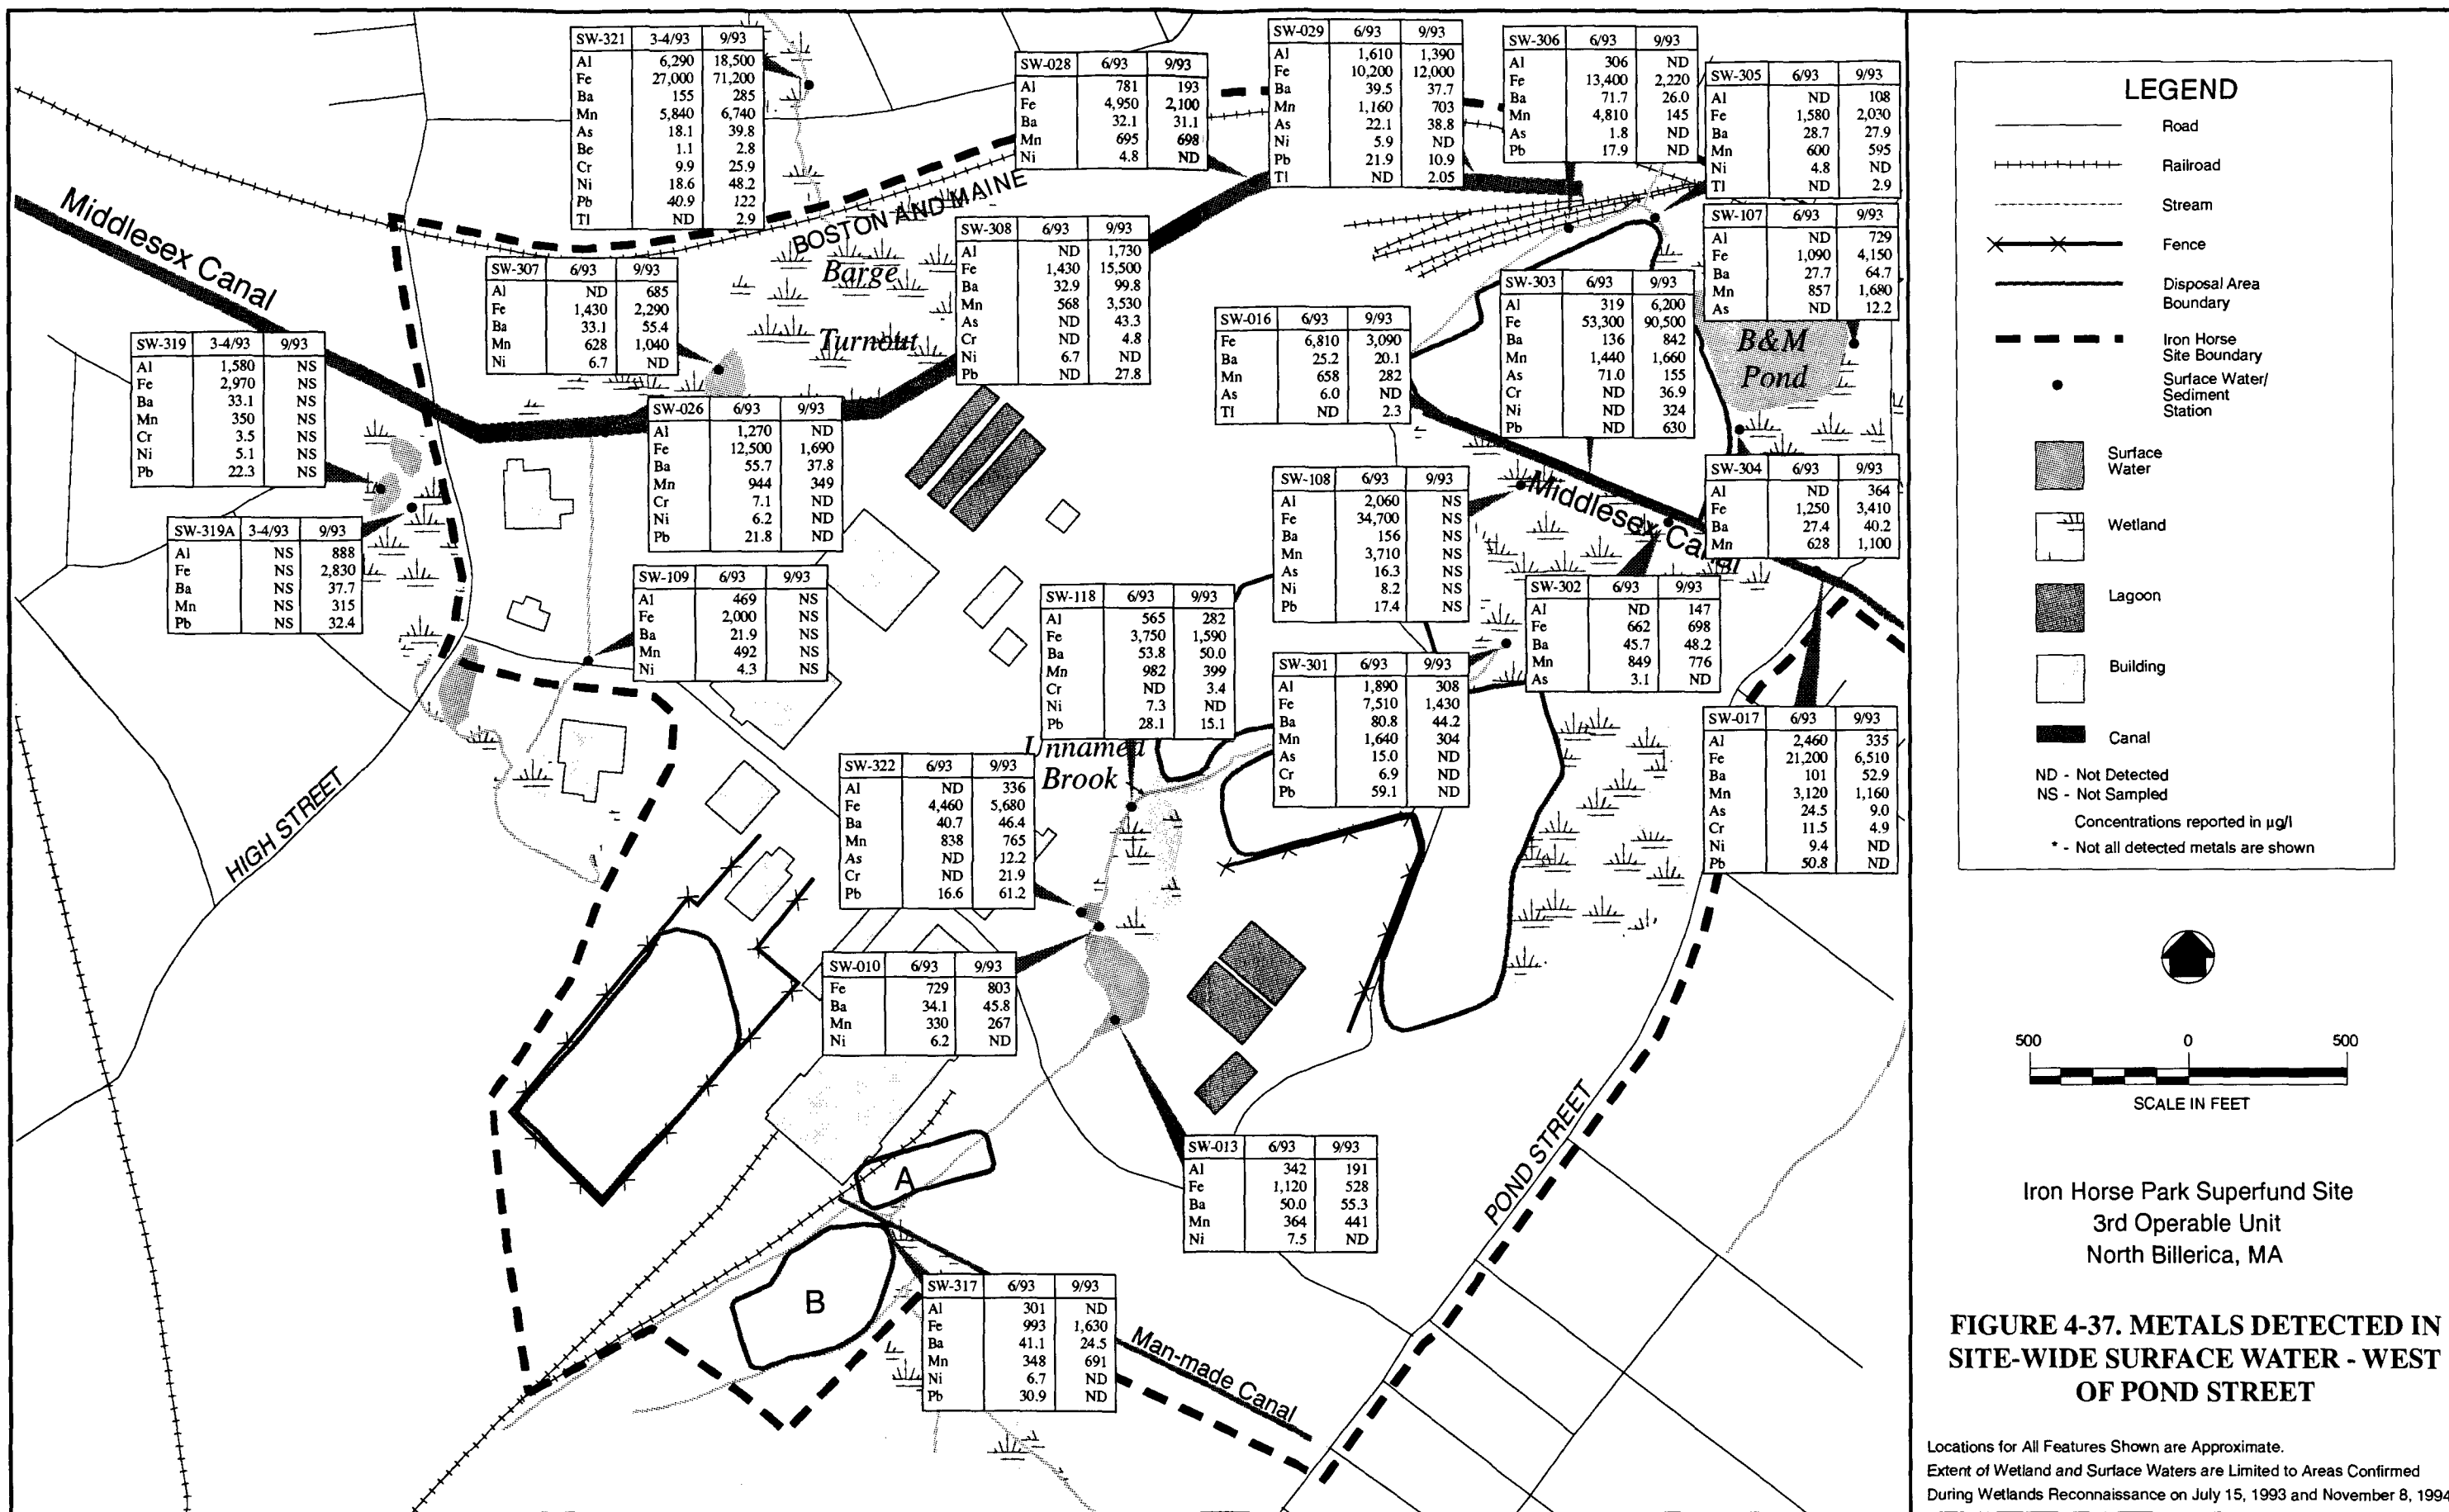 SW-321 3-4/93 9/93
Al 6,290 18,500
Fe 27,000 71,200
Ba 155 285
Mn 5,840 6,740
As 18.1 39.8
Be 1.1 2.8
Cr 9.9 25.9
Ni 18.6 48.2
Pb 40.9 122
Tl ND 2.9
SW-028 6/93 9/93
Al 781 193
Fe 4,950 2,100
Ba 32.1 31.1
Mn 695 698
Ni 4.8 ND
SW-029 6/93 9/93
Al 1,610 1,390
Fe 10,200 12,000
Ba 39.5 37.7
Mn 1,160 703
As 22.1 38.8
Ni 5.9 ND
Pb 21.9 10.9
Tl ND 2.05
SW-306 6/93 9/93
Al 306 ND
Fe 13,400 2,220
Ba 71.7 26.0
Mn 4,810 145
As 1.8 ND
Pb 17.9 ND
SW-305 6/93 9/93
Al ND 108
Fe 1,580 2,030
Ba 28.7 27.9
Mn 600 595
Ni 4.8 ND
Tl ND 2.9
SW-107 6/93 9/93
Al ND 729
Fe 1,090 4,150
Ba 27.7 64.7
Mn 857 1,680
As ND 12.2
Middlesex Canal
BOSTON AND MAINE
Barge
Turnout
B&M
Pond
SW-308 6/93 9/93
Al ND 1,730
Fe 1,430 15,500
Ba 32.9 99.8
Mn 568 3,530
As ND 43.3
Cr ND 4.8
Ni 6.7 ND
Pb ND 27.8
SW-307 6/93 9/93
Al ND 685
Fe 1,430 2,290
Ba 33.1 55.4
Mn 628 1,040
Ni 6.7 ND
SW-303 6/93 9/93
Al 319 6,200
Fe 53,300 90,500
Ba 136 842
Mn 1,440 1,660
As 71.0 155
Cr ND 36.9
Ni ND 324
Pb ND 630
SW-016 6/93 9/93
Fe 6,810 3,090
Ba 25.2 20.1
Mn 658 282
As 6.0 ND
Tl ND 2.3
SW-319 3-4/93 9/93
Al 1,580 NS
Fe 2,970 NS
Ba 33.1 NS
Mn 350 NS
Cr 3.5 NS
Ni 5.1 NS
Pb 22.3 NS
SW-026 6/93 9/93
Al 1,270 ND
Fe 12,500 1,690
Ba 55.7 37.8
Mn 944 349
Cr 7.1 ND
Ni 6.2 ND
Pb 21.8 ND
SW-108 6/93 9/93
Al 2,060 NS
Fe 34,700 NS
Ba 156 NS
Mn 3,710 NS
As 16.3 NS
Ni 8.2 NS
Pb 17.4 NS
Middlesex Canal
SW-304 6/93 9/93
Al ND 364
Fe 1,250 3,410
Ba 27.4 40.2
Mn 628 1,100
SW-319A 3-4/93 9/93
Al NS 888
Fe NS 2,830
Ba NS 37.7
Mn NS 315
Pb NS 32.4
SW-109 6/93 9/93
Al 469 NS
Fe 2,000 NS
Ba 21.9 NS
Mn 492 NS
Ni 4.3 NS
SW-118 6/93 9/93
Al 565 282
Fe 3,750 1,590
Ba 53.8 50.0
Mn 982 399
Cr ND 3.4
Ni 7.3 ND
Pb 28.1 15.1
SW-302 6/93 9/93
Al ND 147
Fe 662 698
Ba 45.7 48.2
Mn 849 776
As 3.1 ND
SW-301 6/93 9/93
Al 1,890 308
Fe 7,510 1,430
Ba 80.8 44.2
Mn 1,640 304
As 15.0 ND
Cr 6.9 ND
Pb 59.1 ND
SW-017 6/93 9/93
Al 2,460 335
Fe 21,200 6,510
Ba 101 52.9
Mn 3,120 1,160
As 24.5 9.0
Cr 11.5 4.9
Ni 9.4 ND
Pb 50.8 ND
Unnamed
Brook
HIGH STREET
SW-322 6/93 9/93
Al ND 336
Fe 4,460 5,680
Ba 40.7 46.4
Mn 838 765
As ND 12.2
Cr ND 21.9
Pb 16.6 61.2
SW-010 6/93 9/93
Fe 729 803
Ba 34.1 45.8
Mn 330 267
Ni 6.2 ND
SW-013 6/93 9/93
Al 342 191
Fe 1,120 528
Ba 50.0 55.3
Mn 364 441
Ni 7.5 ND
POND STREET
A
B
SW-317 6/93 9/93
Al 301 ND
Fe 993 1,630
Ba 41.1 24.5
Mn 348 691
Ni 6.7 ND
Pb 30.9 ND
Man-made Canal
LEGEND
Road
Railroad
Stream
Fence
Disposal Area
Boundary
Iron Horse
Site Boundary
Surface Water/
Sediment
Station
Surface
Water
Wetland
Lagoon
Building
Canal
ND - Not Detected
NS - Not Sampled
Concentrations reported in µg/l
* - Not all detected metals are shown
500 0 500
SCALE IN FEET
Iron Horse Park Superfund Site
3rd Operable Unit
North Billerica, MA
FIGURE 4-37. METALS DETECTED IN
SITE-WIDE SURFACE WATER - WEST
OF POND STREET
Locations for All Features Shown are Approximate.
Extent of Wetland and Surface Waters are Limited to Areas Confirmed
During Wetlands Reconnaissance on July 15, 1993 and November 8, 1994